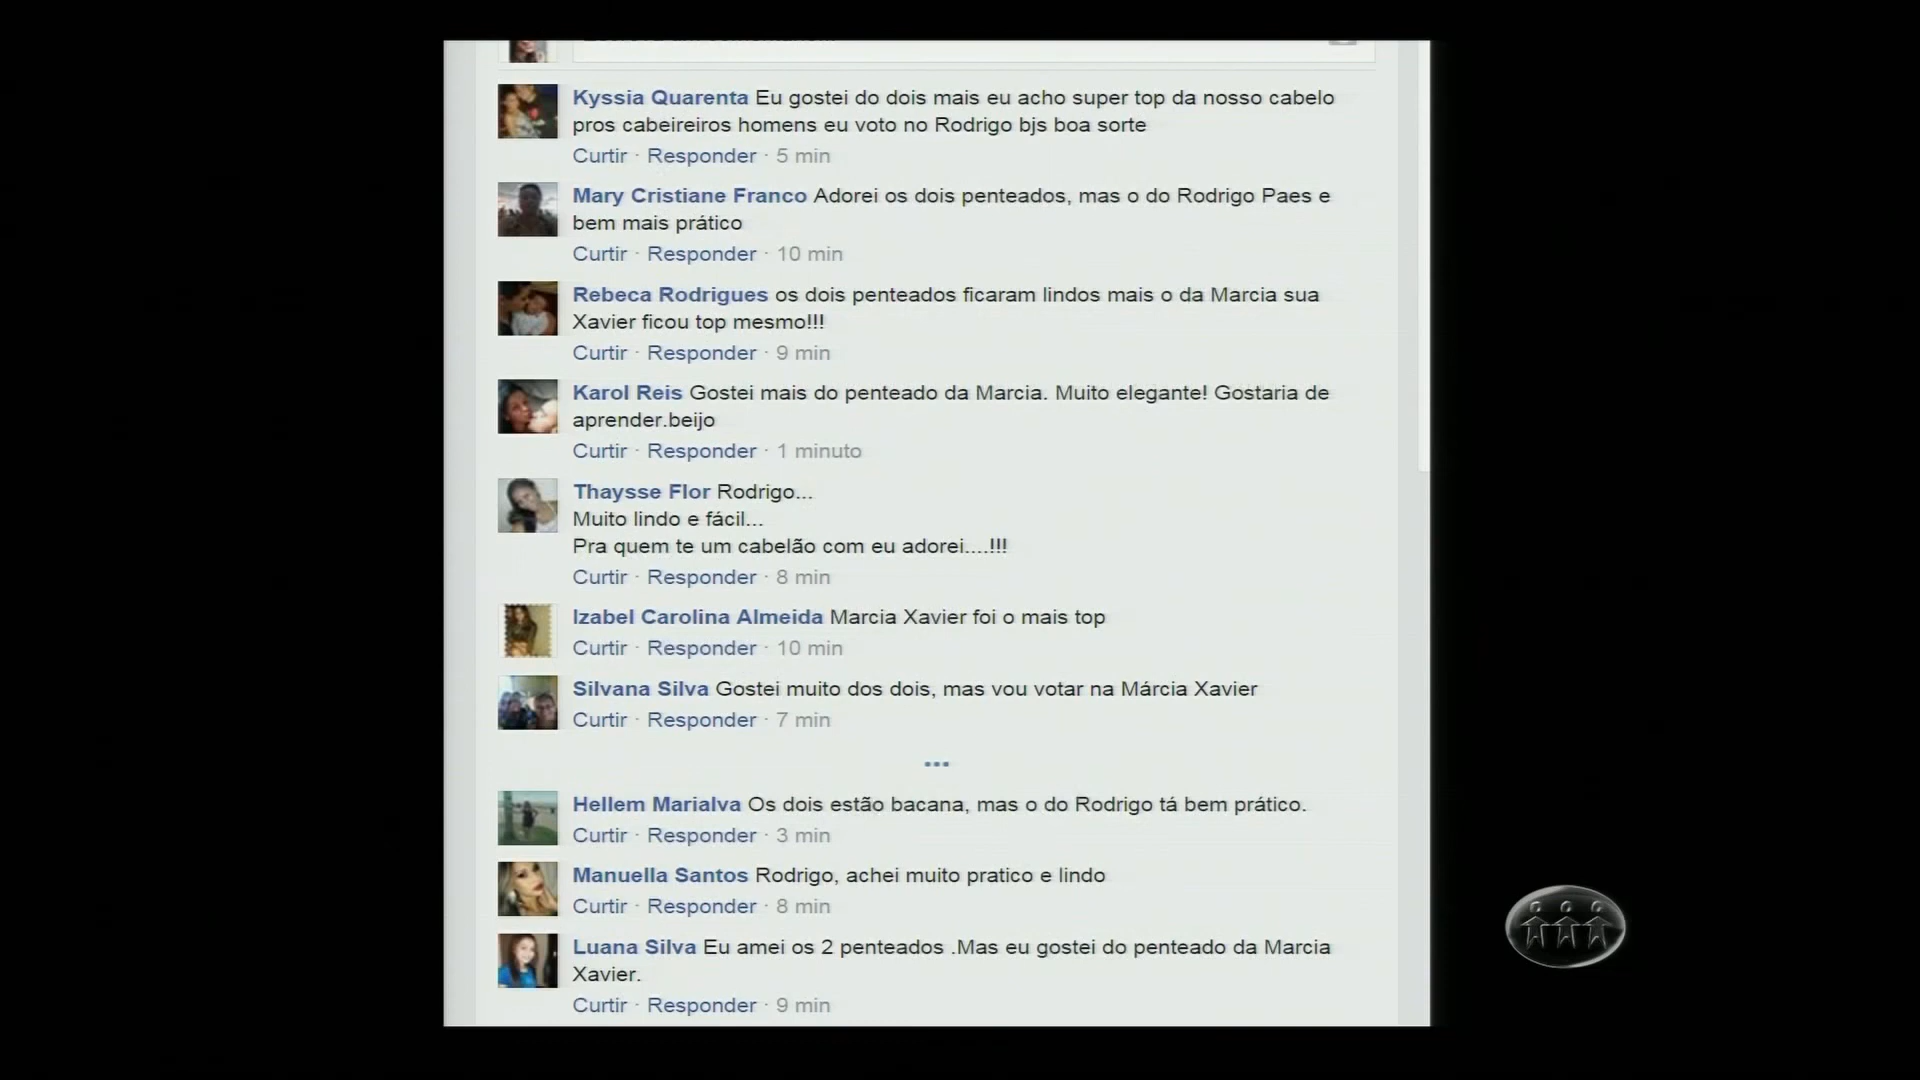 Kyssia Quarenta Eu gostei do dois mais eu acho super top da nosso cabelo
pros cabeireiros homens eu voto no Rodrigo bjs boa sorte
Curtir · Responder · 5 min
Mary Cristiane Franco Adorei os dois penteados, mas o do Rodrigo Paes e
bem mais prático
Curtir · Responder · 10 min
Rebeca Rodrigues os dois penteados ficaram lindos mais o da Marcia sua
Xavier ficou top mesmo!!!
Curtir · Responder · 9 min
Karol Reis Gostei mais do penteado da Marcia. Muito elegante! Gostaria de
aprender.beijo
Curtir · Responder · 1 minuto
Thaysse Flor Rodrigo...
Muito lindo e fácil...
Pra quem te um cabelão com eu adorei....!!!
Curtir · Responder · 8 min
Izabel Carolina Almeida Marcia Xavier foi o mais top
Curtir · Responder · 10 min
Silvana Silva Gostei muito dos dois, mas vou votar na Márcia Xavier
Curtir · Responder · 7 min
...
Hellem Marialva Os dois estão bacana, mas o do Rodrigo tá bem prático.
Curtir · Responder · 3 min
Manuella Santos Rodrigo, achei muito pratico e lindo
Curtir · Responder · 8 min
Luana Silva Eu amei os 2 penteados .Mas eu gostei do penteado da Marcia
Xavier.
Curtir · Responder · 9 min